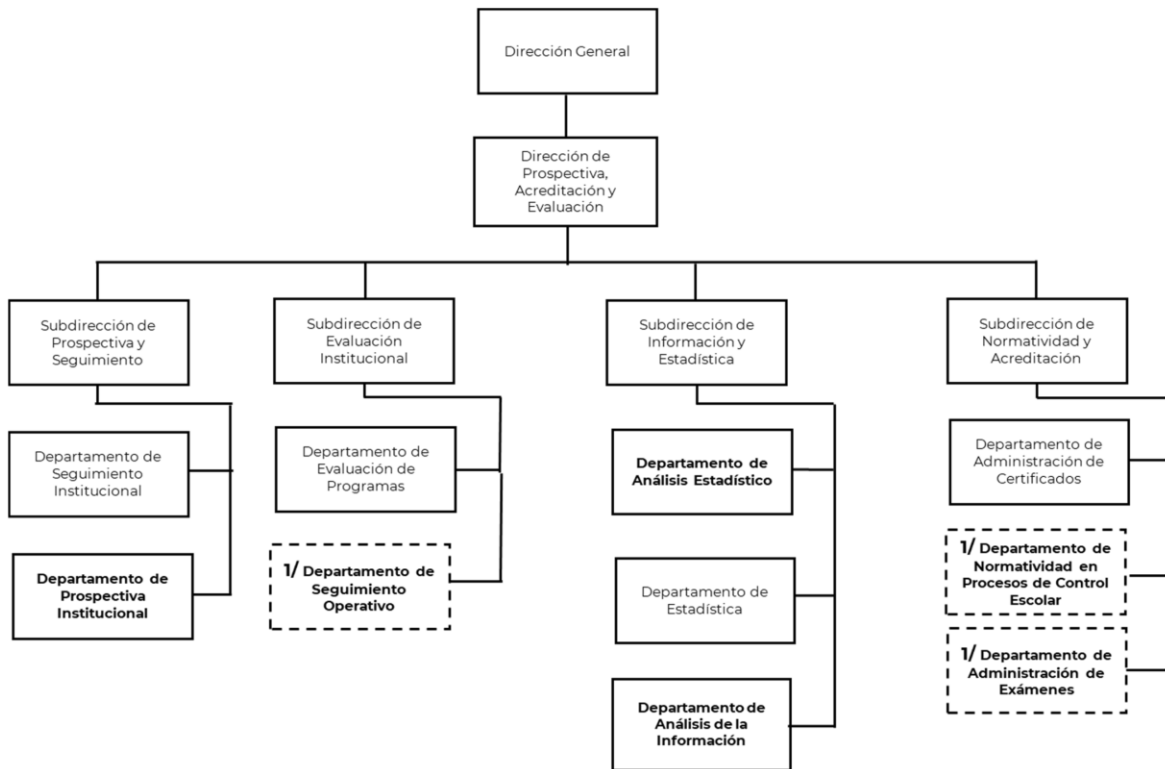 Dirección General
Dirección de
Prospectiva,
Acreditación y
Evaluación
Subdirección de
Prospectiva y
Seguimiento
Subdirección de
Evaluación
Institucional
Subdirección de
Información y
Estadística
Subdirección de
Normatividad y
Acreditación
Departamento de
Seguimiento
Institucional
Departamento de
Evaluación de
Programas
Departamento de
Análisis Estadístico
Departamento de
Administración de
Certificados
Departamento de
Prospectiva
Institucional
1/ Departamento de
Seguimiento
Operativo
Departamento de
Estadística
1/ Departamento de
Normatividad en
Procesos de Control
Escolar
Departamento de
Análisis de la
Información
1/ Departamento de
Administración de
Exámenes